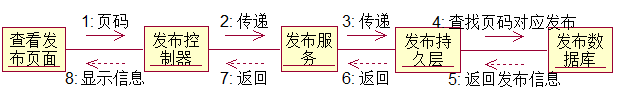 1: 页码
2: 传递
3: 传递
4: 查找页码对应发布
查看发
布页面
发布控
制器
发布服
务
发布持
久层
发布数
据库
8: 显示信息
7: 返回
6: 返回
5: 返回发布信息